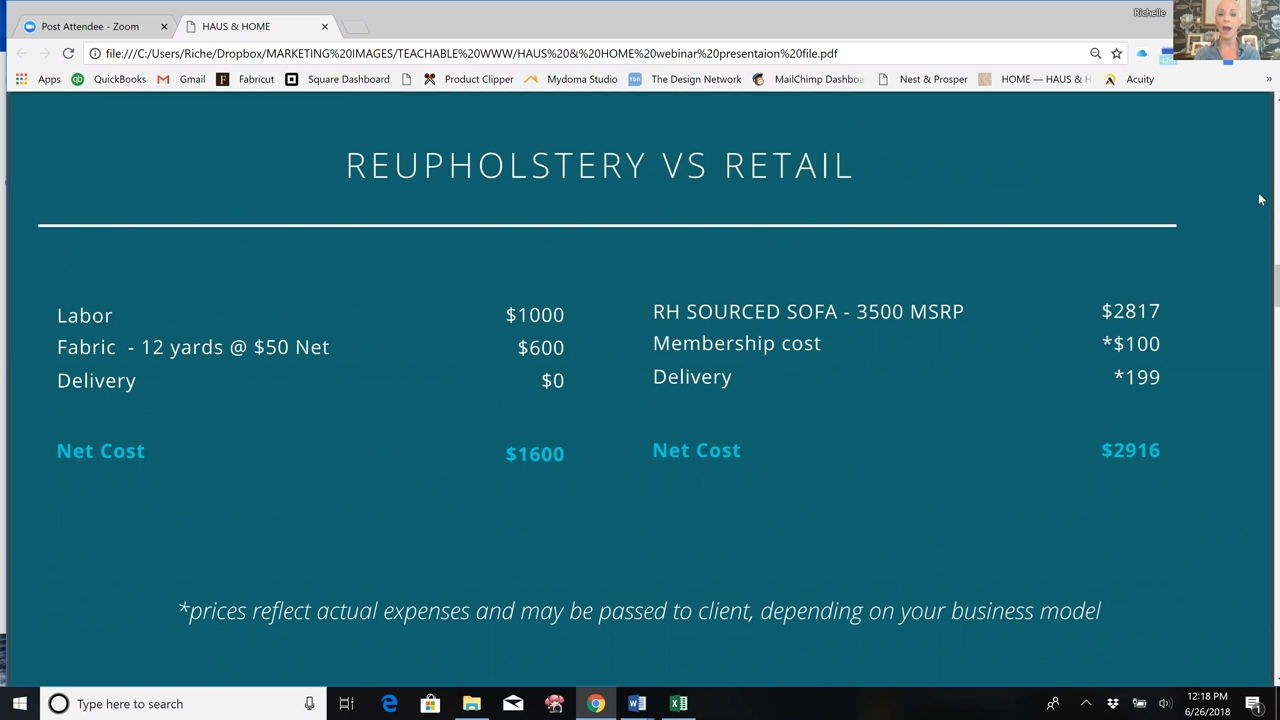 Richelle
Post Attendee - Zoom
HAUS & HOME
file:///C:/Users/Riche/Dropbox/MARKETING%20IMAGES/TEACHABLE%20WWW/HAUS%20&%20HOME%20webinar%20presentaion%20file.pdf
Apps QuickBooks Gmail Fabricut Square Dashboard Product Clipper Mydoma Studio The Design Network MailChimp Dashboa Nest & Prosper HOME — HAUS & H Acuity »
REUPHOLSTERY VS RETAIL
Labor $1000
Fabric - 12 yards @ $50 Net $600
Delivery $0
Net Cost $1600
RH SOURCED SOFA - 3500 MSRP $2817
Membership cost *$100
Delivery *199
Net Cost $2916
*prices reflect actual expenses and may be passed to client, depending on your business model
Type here to search
12:18 PM
6/26/2018